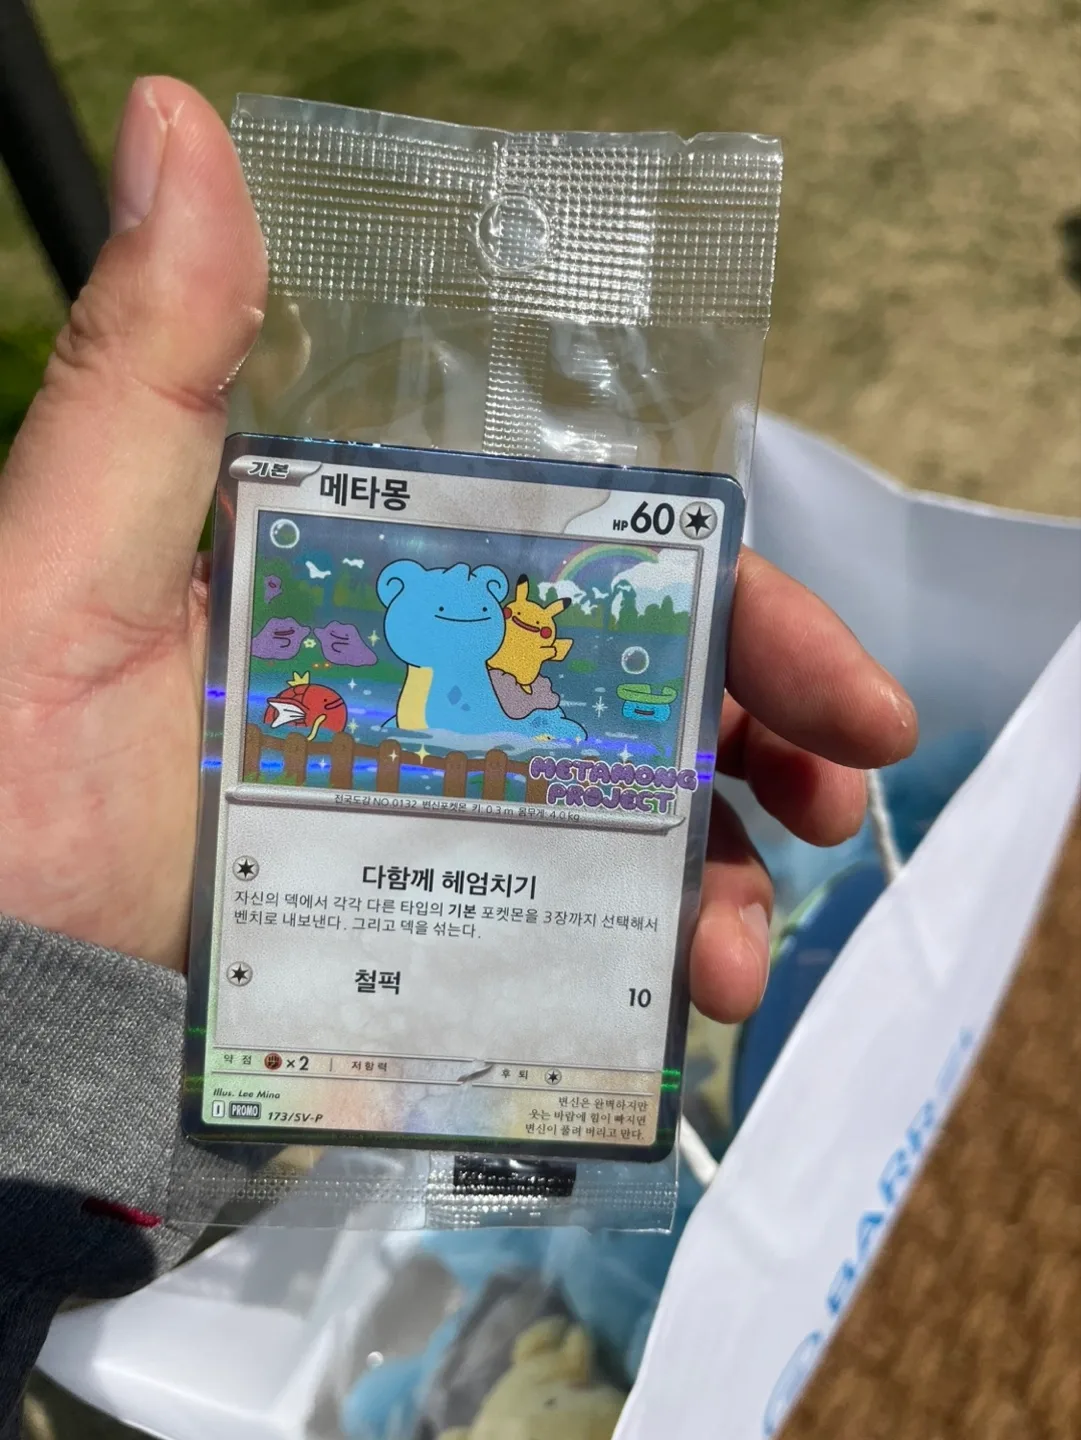 기본
메타몽
HP 60
METAMONG
PROJECT
전국도감 NO.0132 변신포켓몬 키: 0.3 m 몸무게: 4.0 kg
다함께 헤엄치기
자신의 덱에서 각각 다른 타입의 기본 포켓몬을 3장까지 선택해서
벤치로 내보낸다. 그리고 덱을 섞는다.
철퍽
10
약점 ×2 저항력 후퇴
Illus. Lee Mina
I PROMO 173/SV-P
변신은 완벽하지만
웃는 바람에 힘이 빠지면
변신이 풀려 버리고 만다.